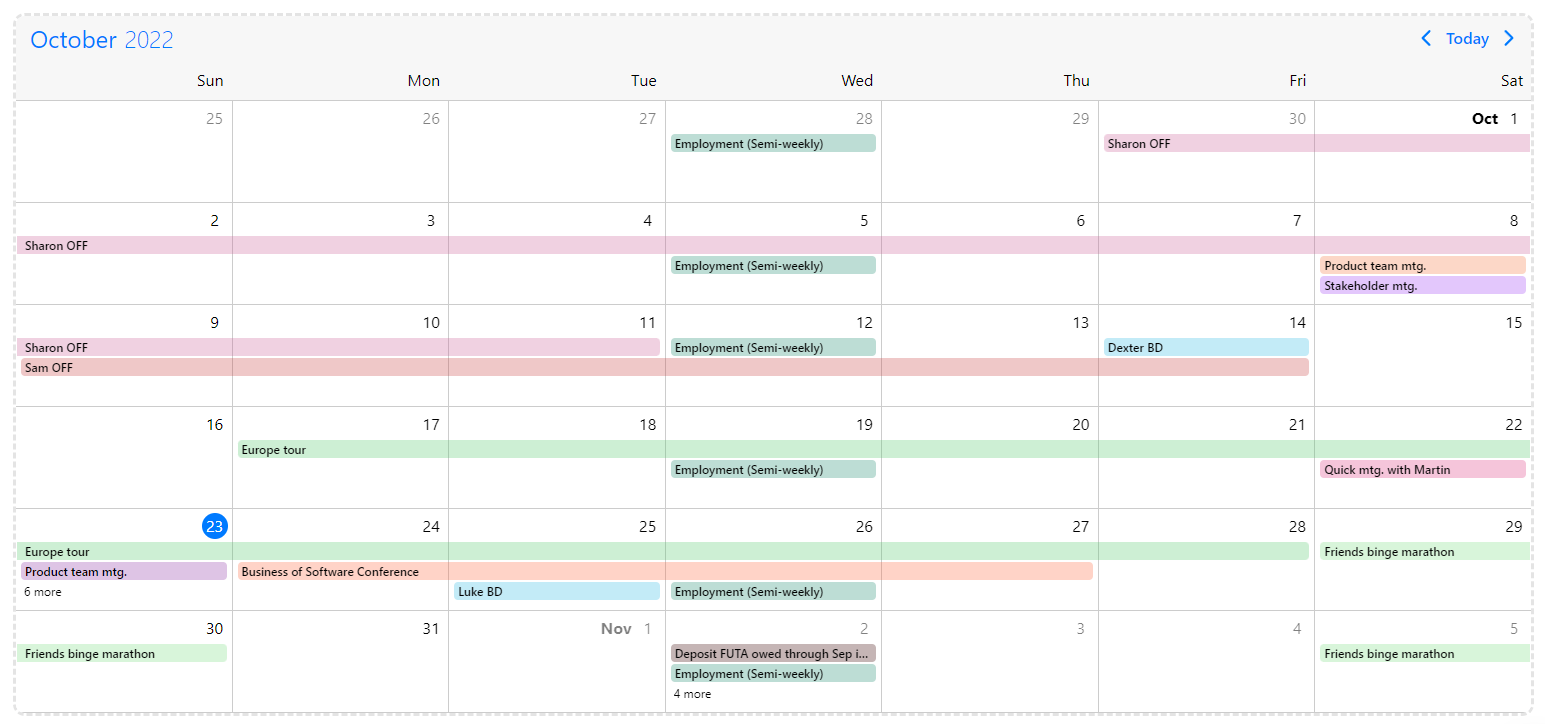 October 2022
Today
Sun Mon Tue Wed Thu Fri Sat
25 26 27 28 29 30 Oct 1
Employment (Semi-weekly) Sharon OFF
2 3 4 5 6 7 8
Sharon OFF
Employment (Semi-weekly) Product team mtg.
Stakeholder mtg.
9 10 11 12 13 14 15
Sharon OFF Employment (Semi-weekly) Dexter BD
Sam OFF
16 17 18 19 20 21 22
Europe tour
Employment (Semi-weekly) Quick mtg. with Martin
23 24 25 26 27 28 29
Europe tour Friends binge marathon
Product team mtg. Business of Software Conference
6 more Luke BD Employment (Semi-weekly)
30 31 Nov 1 2 3 4 5
Friends binge marathon Deposit FUTA owed through Sep i... Friends binge marathon
Employment (Semi-weekly)
4 more